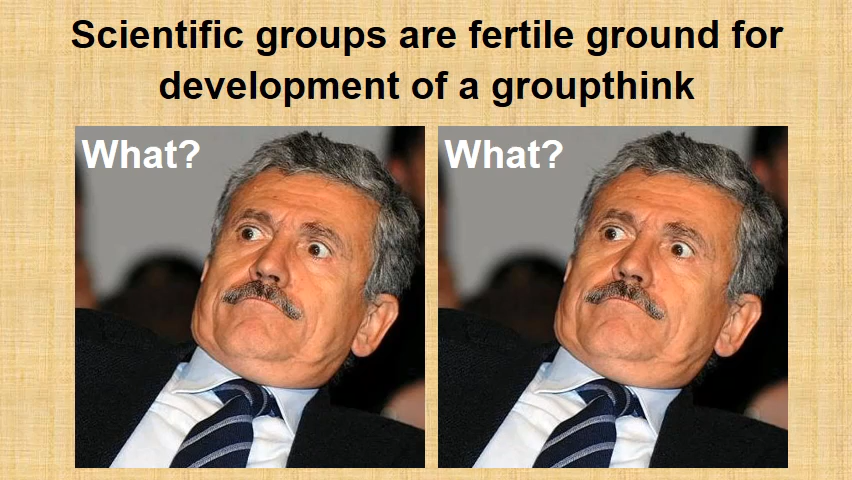 Scientific groups are fertile ground for
development of a groupthink
What?
What?